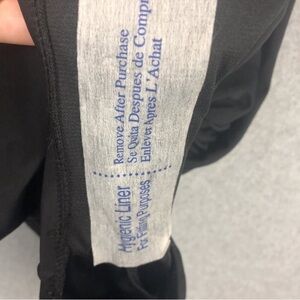 Hygienic Liner
For Fitting Purposes
Remove After Purchase
Se Quita Despues de Compr
Enlever Apres L'Achat